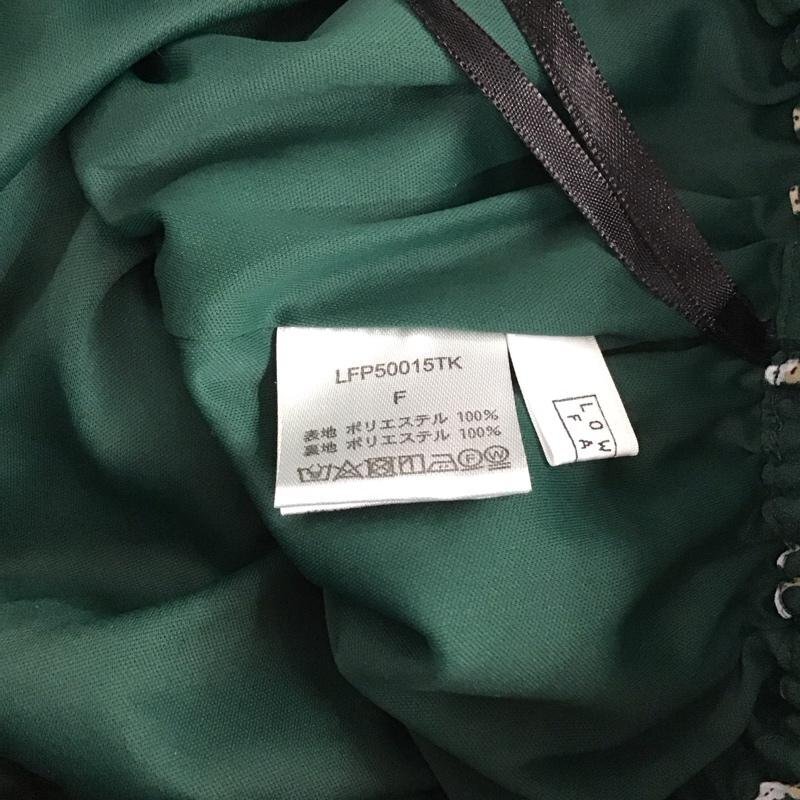 LFP50015TK
F
表地 ポリエステル 100%
裏地 ポリエステル 100%
F W
LOW
FA